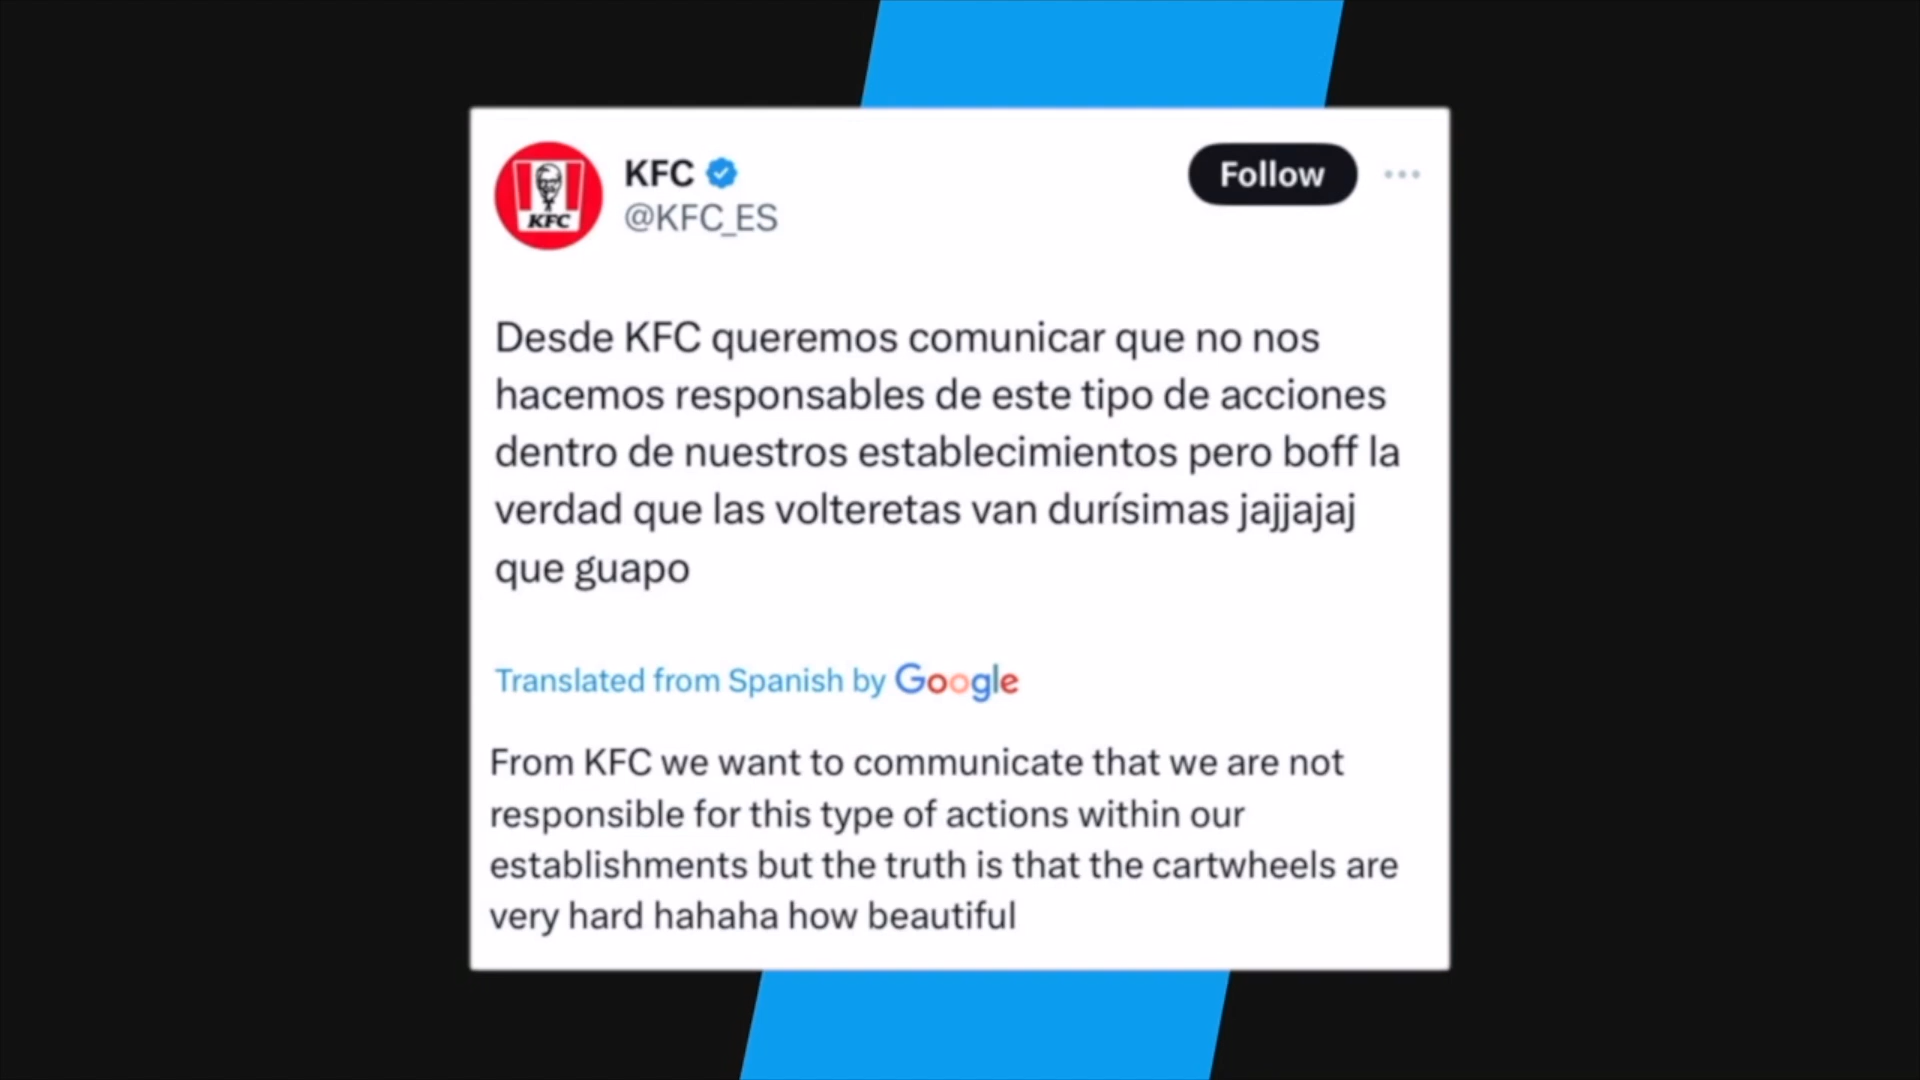 KFC
KFC
@KFC_ES
Follow
Desde KFC queremos comunicar que no nos
hacemos responsables de este tipo de acciones
dentro de nuestros establecimientos pero boff la
verdad que las volteretas van durísimas jajjajaj
que guapo
Translated from Spanish by Google
From KFC we want to communicate that we are not
responsible for this type of actions within our
establishments but the truth is that the cartwheels are
very hard hahaha how beautiful